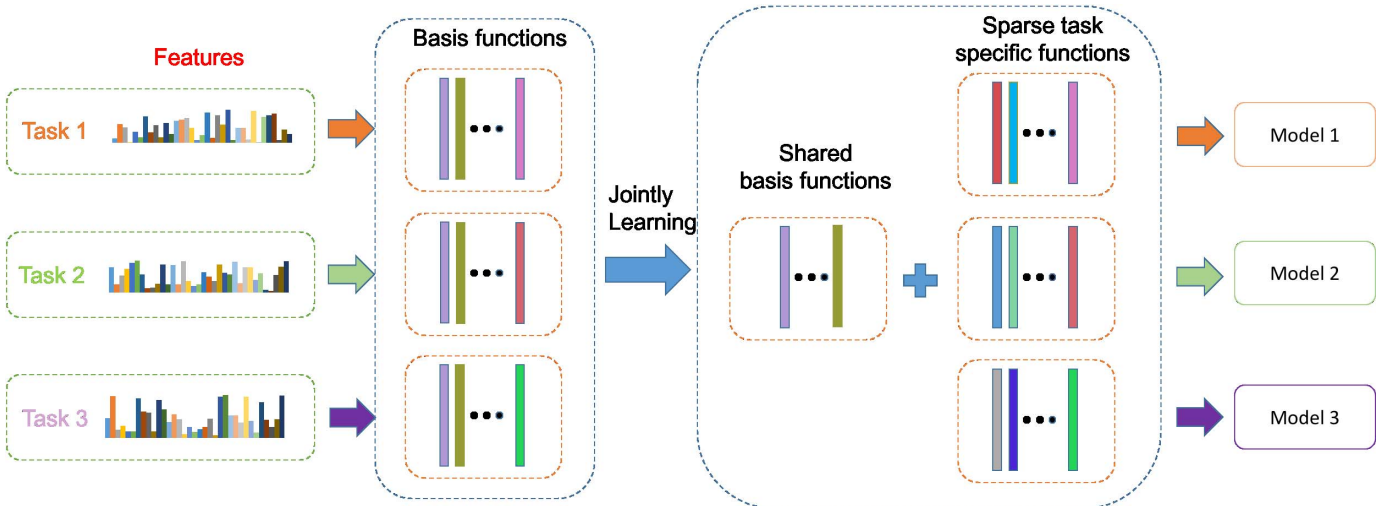 Features
Task 1
Task 2
Task 3
Basis functions
Jointly
Learning
Shared
basis functions
Sparse task
specific functions
Model 1
Model 2
Model 3